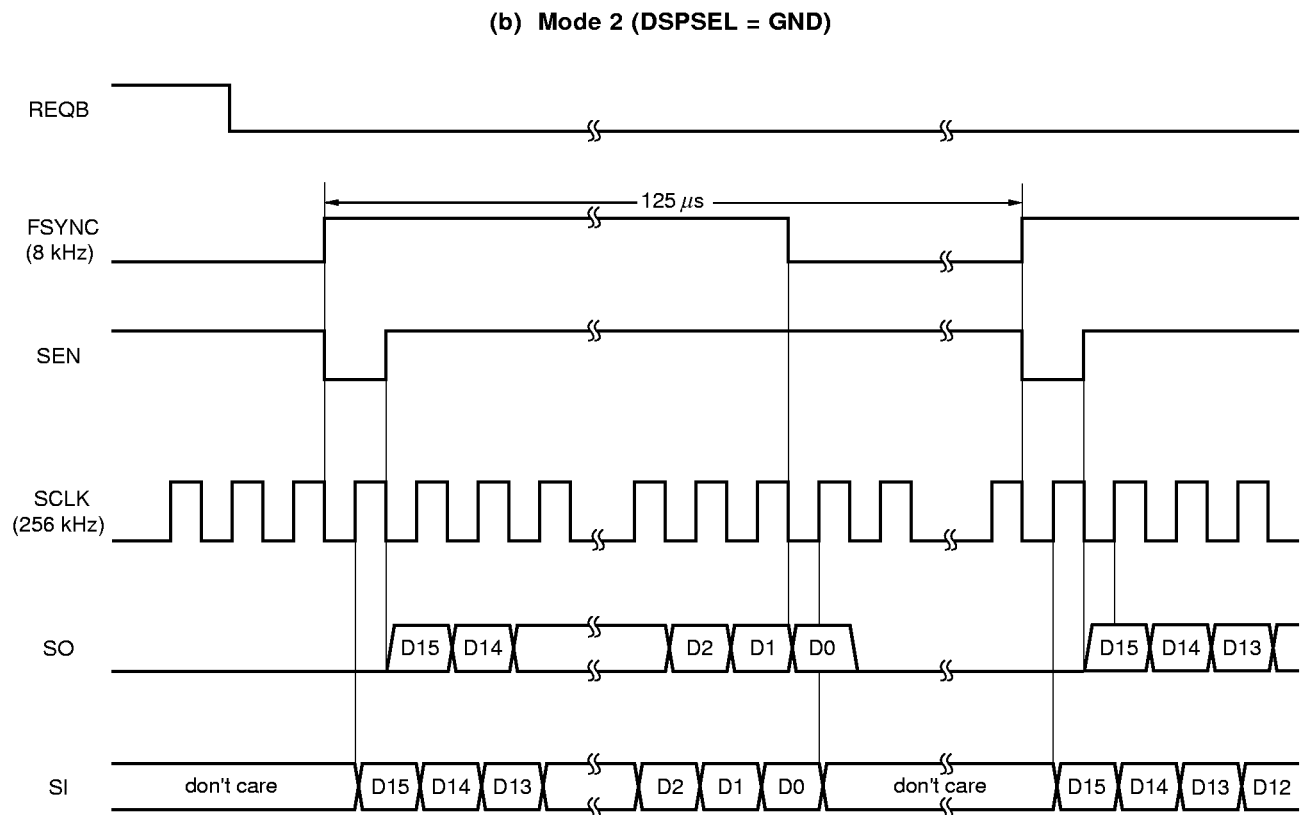 (b) Mode 2 (DSPSEL = GND)
REQB
125 μs
FSYNC
(8 kHz)
SEN
SCLK
(256 kHz)
SO D15 D14 D2 D1 D0 D15 D14 D13
SI don't care D15 D14 D13 D2 D1 D0 don't care D15 D14 D13 D12